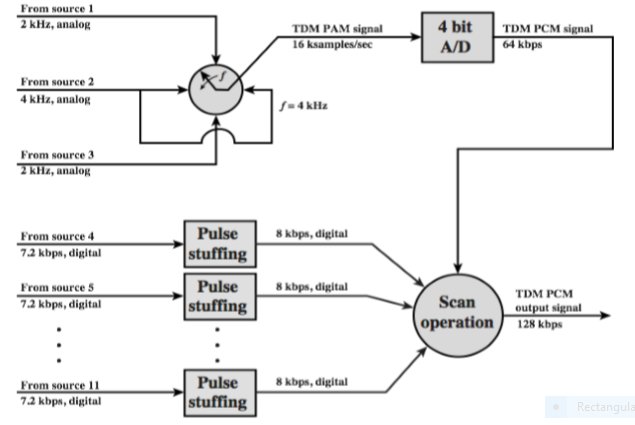 From source 1
2 kHz, analog
TDM PAM signal
16 ksamples/sec
4 bit
A/D
TDM PCM signal
64 kbps
From source 2
4 kHz, analog
f
f = 4 kHz
From source 3
2 kHz, analog
From source 4
7.2 kbps, digital
Pulse
stuffing
8 kbps, digital
From source 5
7.2 kbps, digital
Pulse
stuffing
8 kbps, digital
Scan
operation
TDM PCM
output signal
128 kbps
From source 11
7.2 kbps, digital
Pulse
stuffing
8 kbps, digital
Rectangula